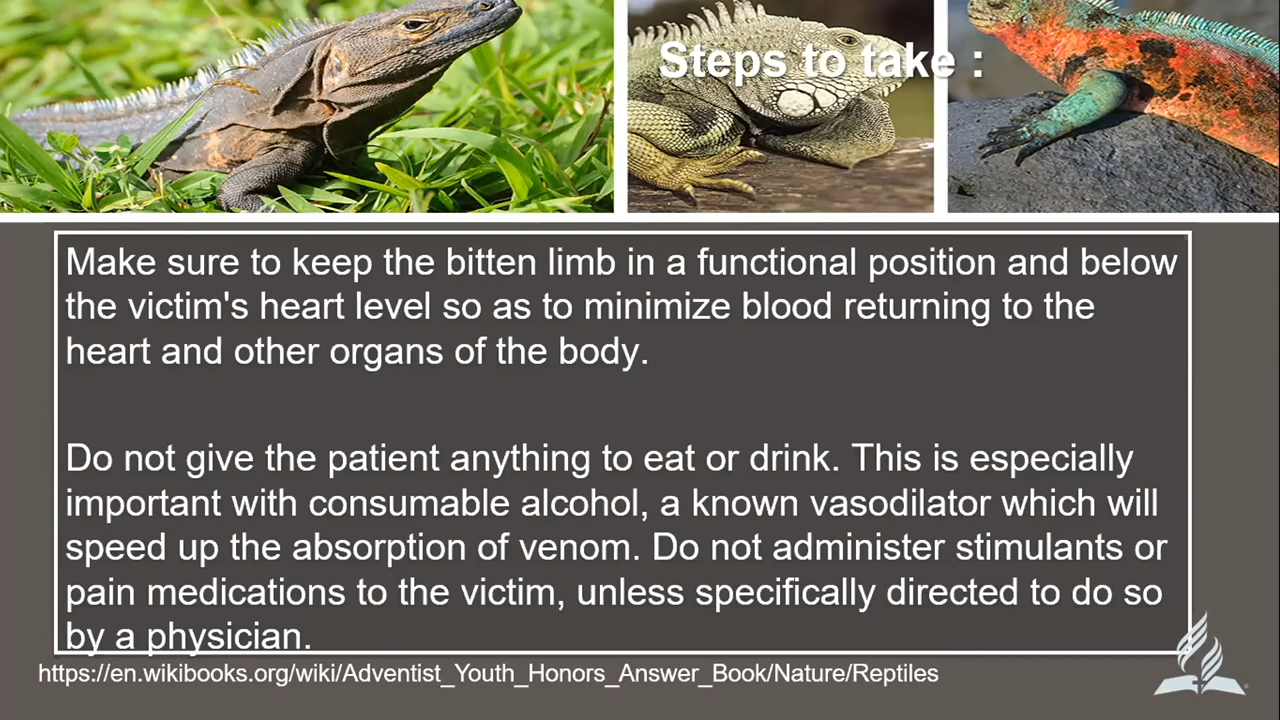 Steps to take :
Make sure to keep the bitten limb in a functional position and below
the victim's heart level so as to minimize blood returning to the
heart and other organs of the body.
Do not give the patient anything to eat or drink. This is especially
important with consumable alcohol, a known vasodilator which will
speed up the absorption of venom. Do not administer stimulants or
pain medications to the victim, unless specifically directed to do so
by a physician.
https://en.wikibooks.org/wiki/Adventist_Youth_Honors_Answer_Book/Nature/Reptiles